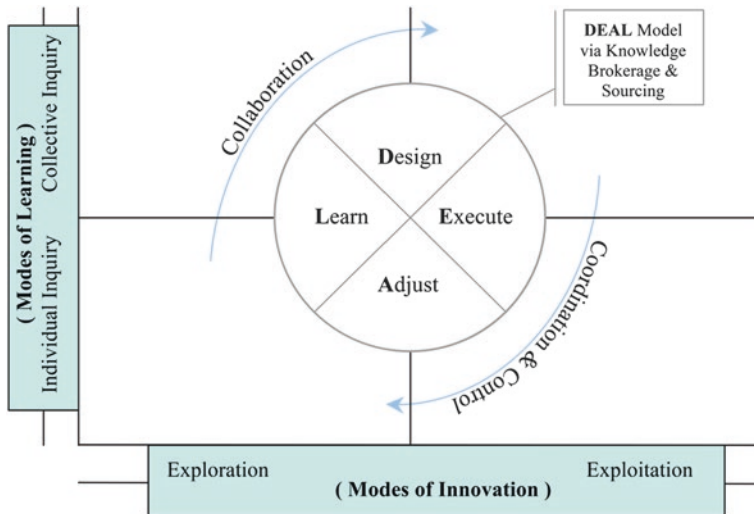 DEAL Model
via Knowledge
Brokerage &
Sourcing
Collaboration
Design
Learn
Execute
Adjust
Coordination & Control
( Modes of Learning )
Individual Inquiry
Collective Inquiry
Exploration
Exploitation
( Modes of Innovation )